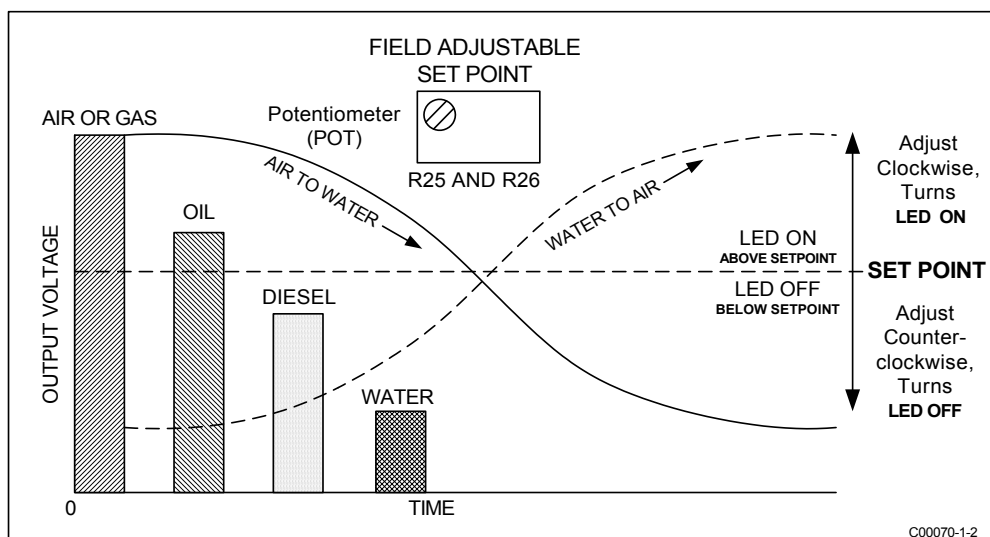 FIELD ADJUSTABLE
SET POINT
Potentiometer
(POT)
R25 AND R26
AIR OR GAS
AIR TO WATER
OIL
DIESEL
WATER
WATER TO AIR
LED ON
ABOVE SETPOINT
LED OFF
BELOW SETPOINT
Adjust
Clockwise,
Turns
LED ON
SET POINT
Adjust
Counter-
clockwise,
Turns
LED OFF
OUTPUT VOLTAGE
0
TIME
C00070-1-2